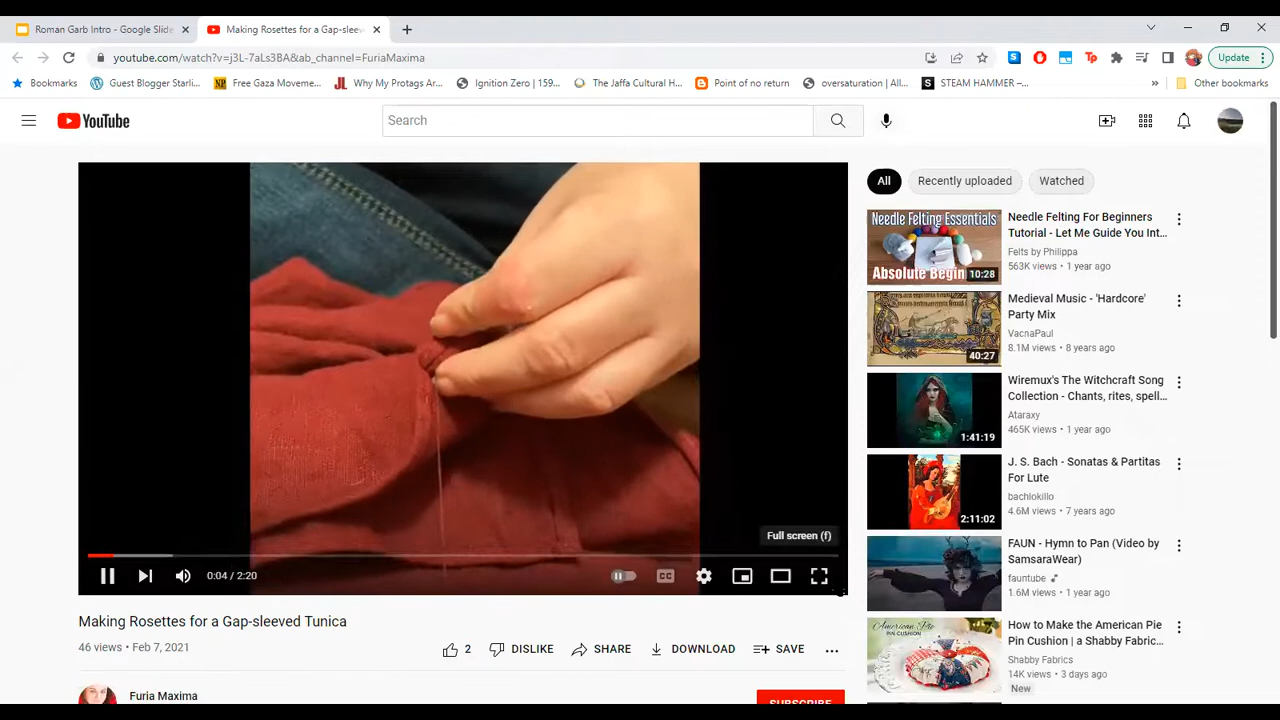 Roman Garb Intro - Google Slide
Making Rosettes for a Gap-sleev
youtube.com/watch?v=j3L-7aLs3BA&ab_channel=FuriaMaxima
Update
Bookmarks
Guest Blogger Starli...
Free Gaza Moveme...
Why My Protags Ar...
Ignition Zero | 159...
The Jaffa Cultural H...
Point of no return
oversaturation | All...
STEAM HAMMER –...
Other bookmarks
YouTube
Search
All
Recently uploaded
Watched
Needle Felting Essentials
Absolute Begin
10:28
Needle Felting For Beginners
Tutorial - Let Me Guide You Int...
Felts by Philippa
563K views • 1 year ago
40:27
Medieval Music - 'Hardcore'
Party Mix
VacnaPaul
8.1M views • 8 years ago
1:41:19
Wiremux's The Witchcraft Song
Collection - Chants, rites, spell...
Ataraxy
465K views • 1 year ago
2:11:02
J. S. Bach - Sonatas & Partitas
For Lute
bachlokillo
4.6M views • 7 years ago
FAUN - Hymn to Pan (Video by
SamsaraWear)
fauntube
1.6M views • 1 year ago
American Pie
PIN CUSHION
How to Make the American Pie
Pin Cushion | a Shabby Fabric...
Shabby Fabrics
14K views • 3 days ago
New
Full screen (f)
0:04 / 2:20
CC
Making Rosettes for a Gap-sleeved Tunica
46 views • Feb 7, 2021
2
DISLIKE
SHARE
DOWNLOAD
SAVE
Furia Maxima
SUBSCRIBE